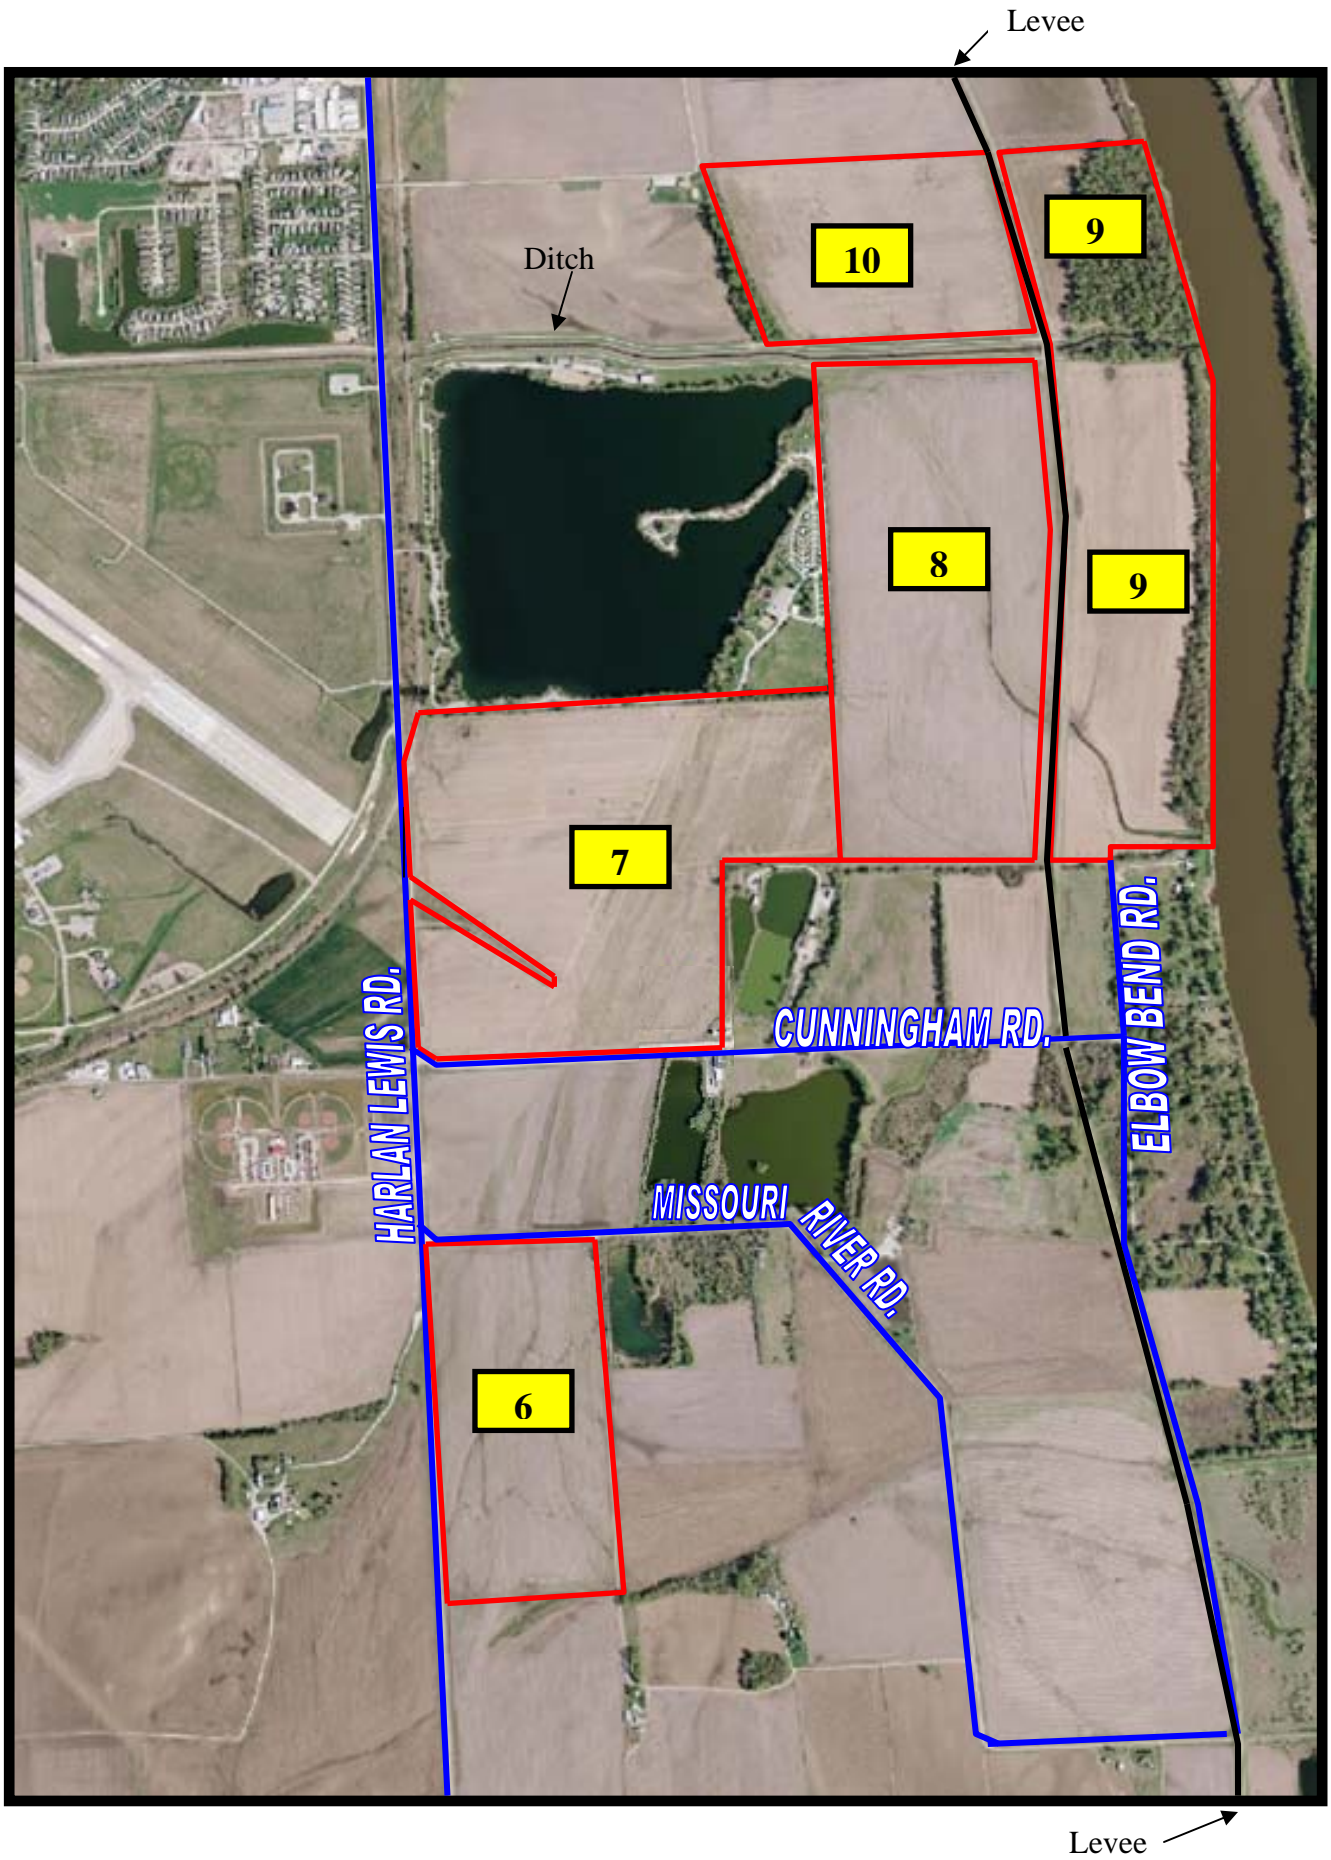 Levee
9
10
Ditch
8
9
7
HARLAN LEWIS RD.
CUNNINGHAM RD.
ELBOW BEND RD.
MISSOURI RIVER RD.
6
Levee